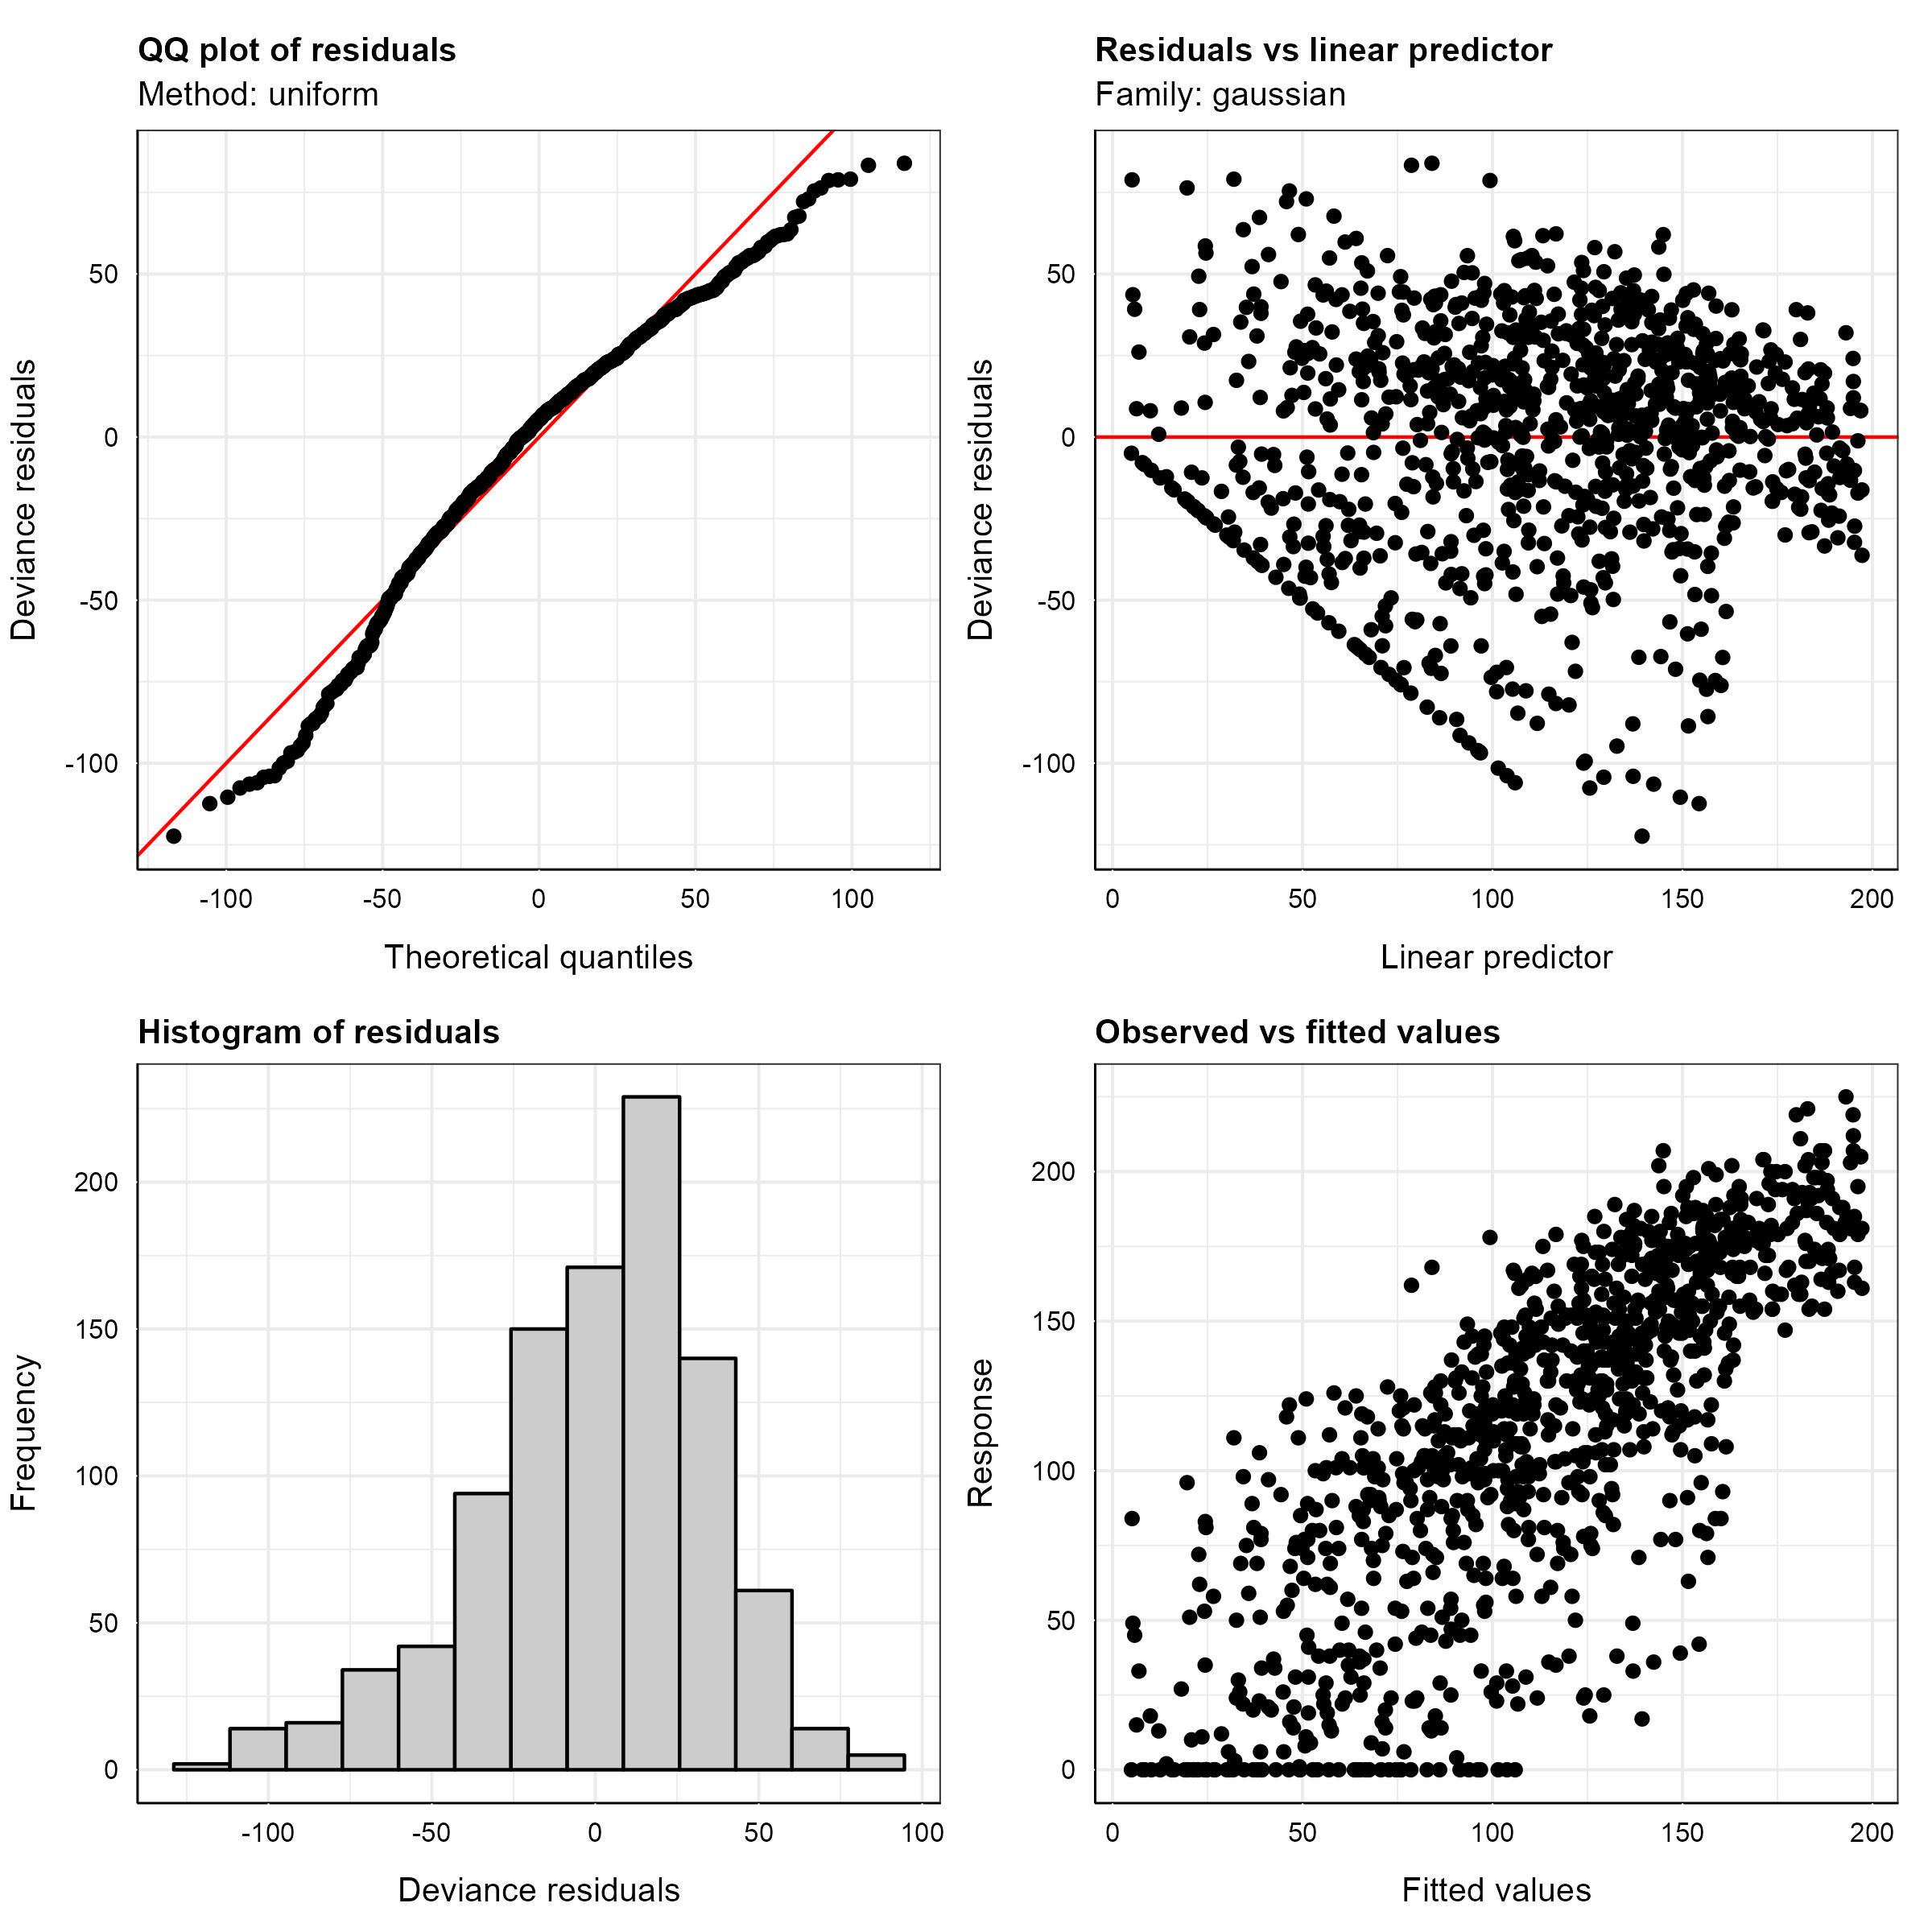 QQ plot of residuals
Method: uniform
Deviance residuals
50
0
-50
-100
-100 -50 0 50 100
Theoretical quantiles
Residuals vs linear predictor
Family: gaussian
Deviance residuals
50
0
-50
-100
0 50 100 150 200
Linear predictor
Histogram of residuals
Frequency
200
150
100
50
0
-100 -50 0 50 100
Deviance residuals
Observed vs fitted values
Response
200
150
100
50
0
0 50 100 150 200
Fitted values